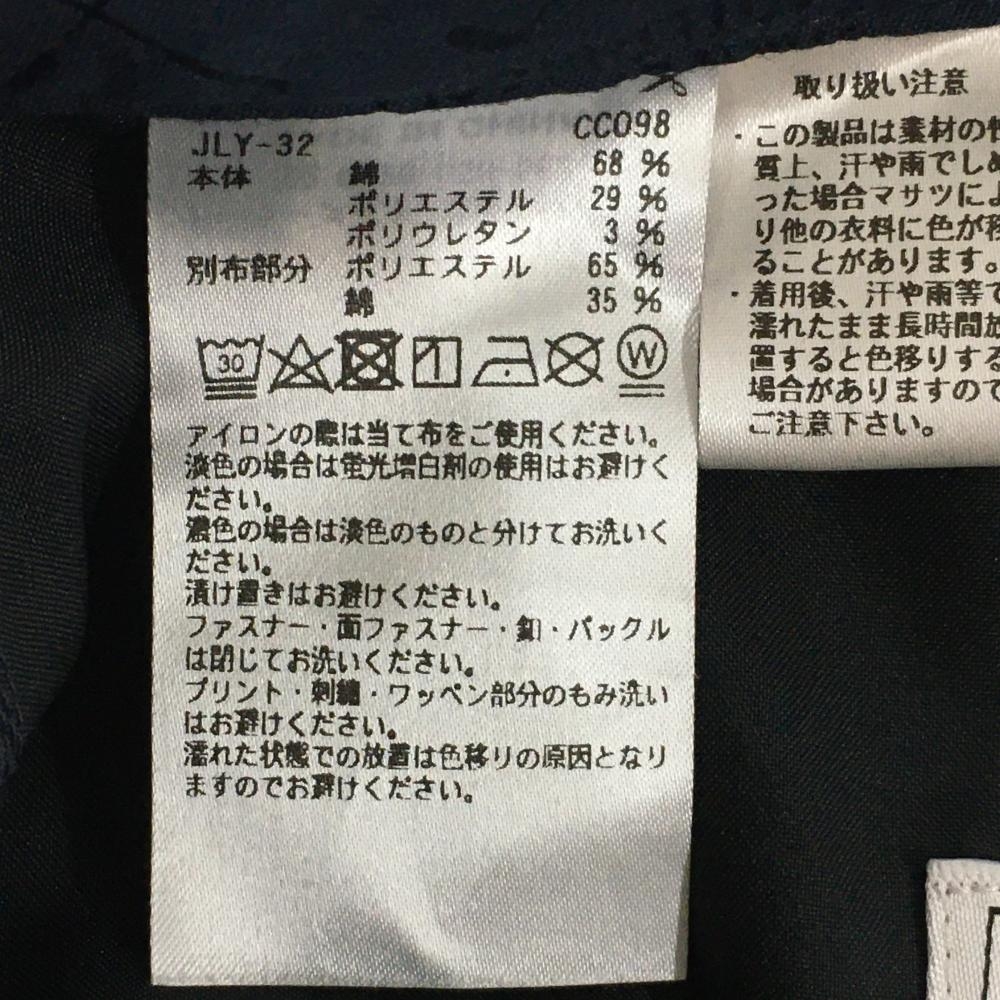 JLY-32 CC098
本体 綿 68 %
ポリエステル 29 %
ポリウレタン 3 %
別布部分 ポリエステル 65 %
綿 35 %
30 W
アイロンの際は当て布をご使用ください。
淡色の場合は蛍光増白剤の使用はお避けく
ださい。
濃色の場合は淡色のものと分けてお洗いく
ださい。
漬け置きはお避けください。
ファスナー・面ファスナー・釦・バックル
は閉じてお洗いください。
プリント・刺繍・ワッペン部分のもみ洗い
はお避けください。
濡れた状態での放置は色移りの原因となり
ますのでお避けください。
取り扱い注意
・この製品は素材の性
質上、汗や雨でしめ
った場合マサツによ
り他の衣料に色が移
ることがあります。
・着用後、汗や雨等で
濡れたまま長時間放
置すると色移りする
場合がありますので
ご注意下さい。